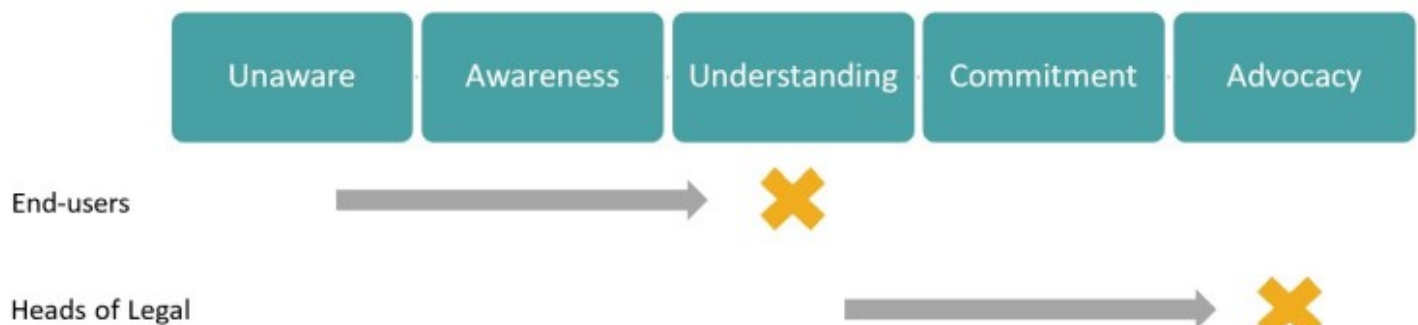 Unaware Awareness Understanding Commitment Advocacy
End-users
Heads of Legal